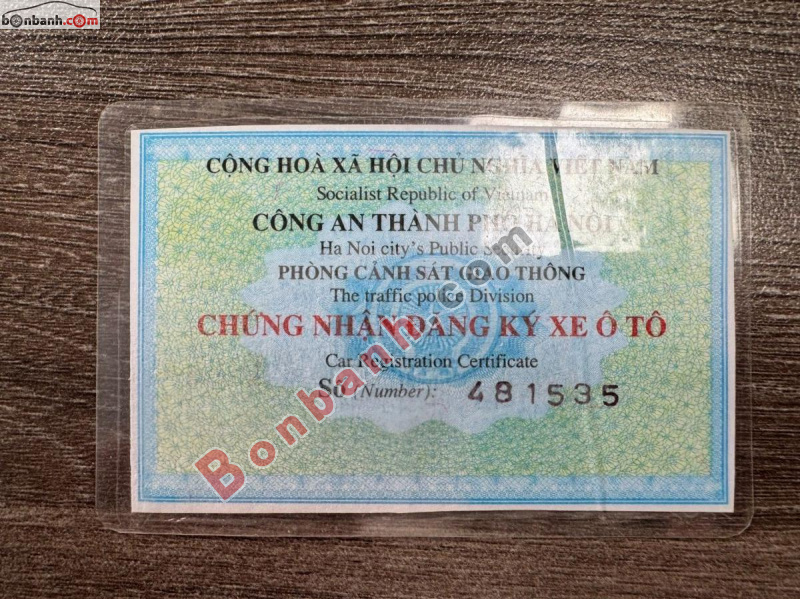 bonbanh.com
CỘNG HOÀ XÃ HỘI CHỦ NGHĨA VIỆT NAM
Socialist Republic of Vietnam
CÔNG AN THÀNH PHỐ HÀ NỘI
Ha Noi city's Public Security
PHÒNG CẢNH SÁT GIAO THÔNG
The traffic police Division
CHỨNG NHẬN ĐĂNG KÝ XE Ô TÔ
Car Registration Certificate
Số (Number): 481535
Bonbanh.com